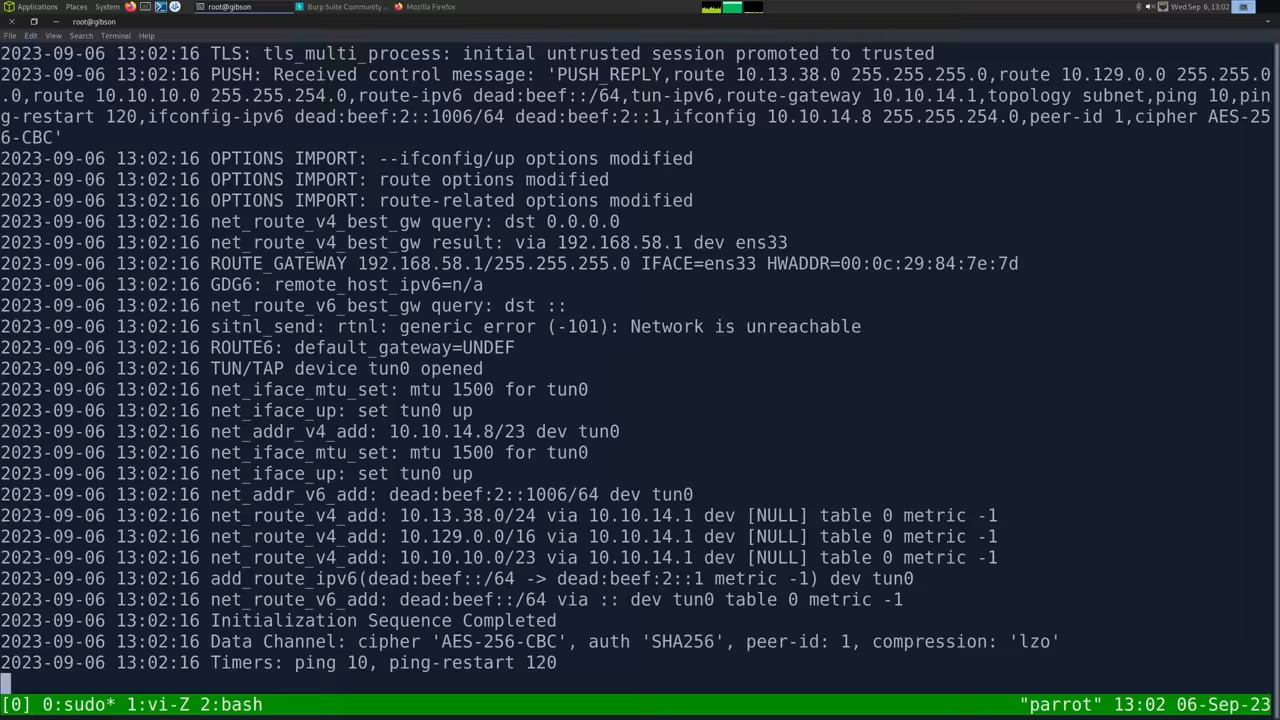 Applications Places System root@gibson Burp Suite Community... Mozilla Firefox Wed Sep 6, 13:02
root@gibson
File Edit View Search Terminal Help
2023-09-06 13:02:16 TLS: tls_multi_process: initial untrusted session promoted to trusted
2023-09-06 13:02:16 PUSH: Received control message: 'PUSH_REPLY,route 10.13.38.0 255.255.255.0,route 10.129.0.0 255.255.0
.0,route 10.10.10.0 255.255.254.0,route-ipv6 dead:beef::/64,tun-ipv6,route-gateway 10.10.14.1,topology subnet,ping 10,pin
g-restart 120,ifconfig-ipv6 dead:beef:2::1006/64 dead:beef:2::1,ifconfig 10.10.14.8 255.255.254.0,peer-id 1,cipher AES-25
6-CBC'
2023-09-06 13:02:16 OPTIONS IMPORT: --ifconfig/up options modified
2023-09-06 13:02:16 OPTIONS IMPORT: route options modified
2023-09-06 13:02:16 OPTIONS IMPORT: route-related options modified
2023-09-06 13:02:16 net_route_v4_best_gw query: dst 0.0.0.0
2023-09-06 13:02:16 net_route_v4_best_gw result: via 192.168.58.1 dev ens33
2023-09-06 13:02:16 ROUTE_GATEWAY 192.168.58.1/255.255.255.0 IFACE=ens33 HWADDR=00:0c:29:84:7e:7d
2023-09-06 13:02:16 GDG6: remote_host_ipv6=n/a
2023-09-06 13:02:16 net_route_v6_best_gw query: dst ::
2023-09-06 13:02:16 sitnl_send: rtnl: generic error (-101): Network is unreachable
2023-09-06 13:02:16 ROUTE6: default_gateway=UNDEF
2023-09-06 13:02:16 TUN/TAP device tun0 opened
2023-09-06 13:02:16 net_iface_mtu_set: mtu 1500 for tun0
2023-09-06 13:02:16 net_iface_up: set tun0 up
2023-09-06 13:02:16 net_addr_v4_add: 10.10.14.8/23 dev tun0
2023-09-06 13:02:16 net_iface_mtu_set: mtu 1500 for tun0
2023-09-06 13:02:16 net_iface_up: set tun0 up
2023-09-06 13:02:16 net_addr_v6_add: dead:beef:2::1006/64 dev tun0
2023-09-06 13:02:16 net_route_v4_add: 10.13.38.0/24 via 10.10.14.1 dev [NULL] table 0 metric -1
2023-09-06 13:02:16 net_route_v4_add: 10.129.0.0/16 via 10.10.14.1 dev [NULL] table 0 metric -1
2023-09-06 13:02:16 net_route_v4_add: 10.10.10.0/23 via 10.10.14.1 dev [NULL] table 0 metric -1
2023-09-06 13:02:16 add_route_ipv6(dead:beef::/64 -> dead:beef:2::1 metric -1) dev tun0
2023-09-06 13:02:16 net_route_v6_add: dead:beef::/64 via :: dev tun0 table 0 metric -1
2023-09-06 13:02:16 Initialization Sequence Completed
2023-09-06 13:02:16 Data Channel: cipher 'AES-256-CBC', auth 'SHA256', peer-id: 1, compression: 'lzo'
2023-09-06 13:02:16 Timers: ping 10, ping-restart 120
[0] 0:sudo* 1:vi-Z 2:bash "parrot" 13:02 06-Sep-23